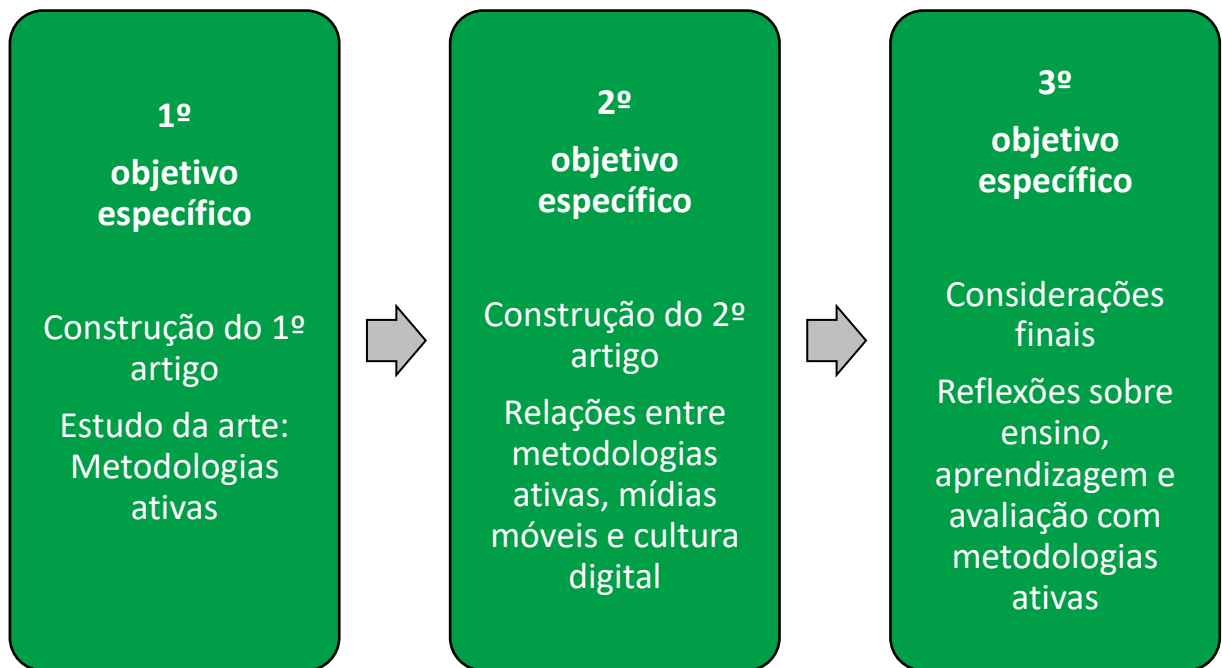 1º
objetivo
específico
Construção do 1º
artigo
Estudo da arte:
Metodologias
ativas
2º
objetivo
específico
Construção do 2º
artigo
Relações entre
metodologias
ativas, mídias
móveis e cultura
digital
3º
objetivo
específico
Considerações
finais
Reflexões sobre
ensino,
aprendizagem e
avaliação com
metodologias
ativas